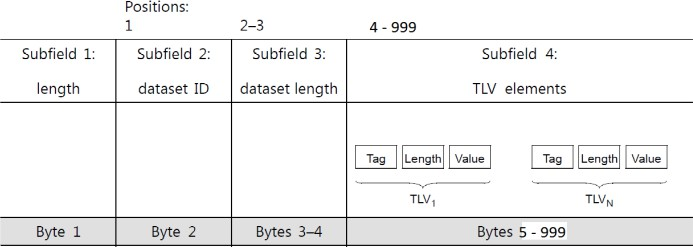 Positions:
1 2–3 4 - 999
Subfield 1: Subfield 2: Subfield 3: Subfield 4:
length dataset ID dataset length TLV elements
Tag Length Value Tag Length Value
TLV1 TLVN
Byte 1 Byte 2 Bytes 3–4 Bytes 5 - 999